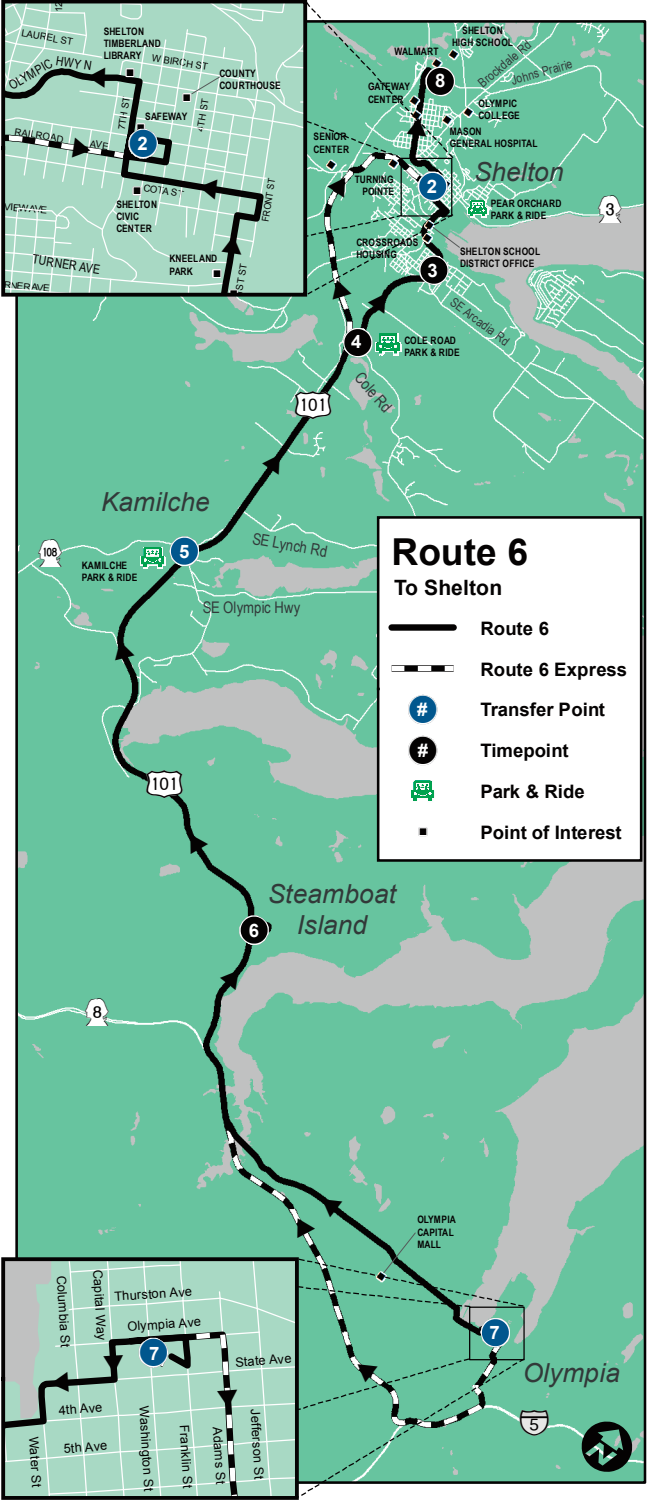 12
LAUREL ST
SHELTON
TIMBERLAND
LIBRARY
OLYMPIC HWY N
W BIRCH ST
COUNTY
COURTHOUSE
7TH ST
SAFEWAY
4TH ST
RAILROAD AVE
2
COTA ST
SHELTON
CIVIC
CENTER
FRONT ST
VIEW AVE
KNEELAND
PARK
TURNER AVE
1ST ST
RNER AVE
SHELTON
HIGH SCHOOL
WALMART
8
Brockdale Rd
Johns Prairie
GATEWAY
CENTER
OLYMPIC
COLLEGE
SENIOR
CENTER
MASON
GENERAL HOSPITAL
Shelton
TURNING
POINTE
2
PEAR ORCHARD
PARK & RIDE
3
CROSSROADS
HOUSING
SHELTON SCHOOL
DISTRICT OFFICE
3
SE Arcadia Rd
4
COLE ROAD
PARK & RIDE
Cole Rd
101
Kamilche
108
KAMILCHE
PARK & RIDE
5
SE Lynch Rd
SE Olympic Hwy
Route 6
To Shelton
Route 6
Route 6 Express
# Transfer Point
# Timepoint
Park & Ride
Point of Interest
101
Steamboat
Island
6
8
OLYMPIA
CAPITAL
MALL
7
Olympia
5
N
Columbia St
Capital Way
Thurston Ave
Olympia Ave
7
State Ave
4th Ave
5th Ave
Water St
Washington St
Franklin St
Adams St
Jefferson St